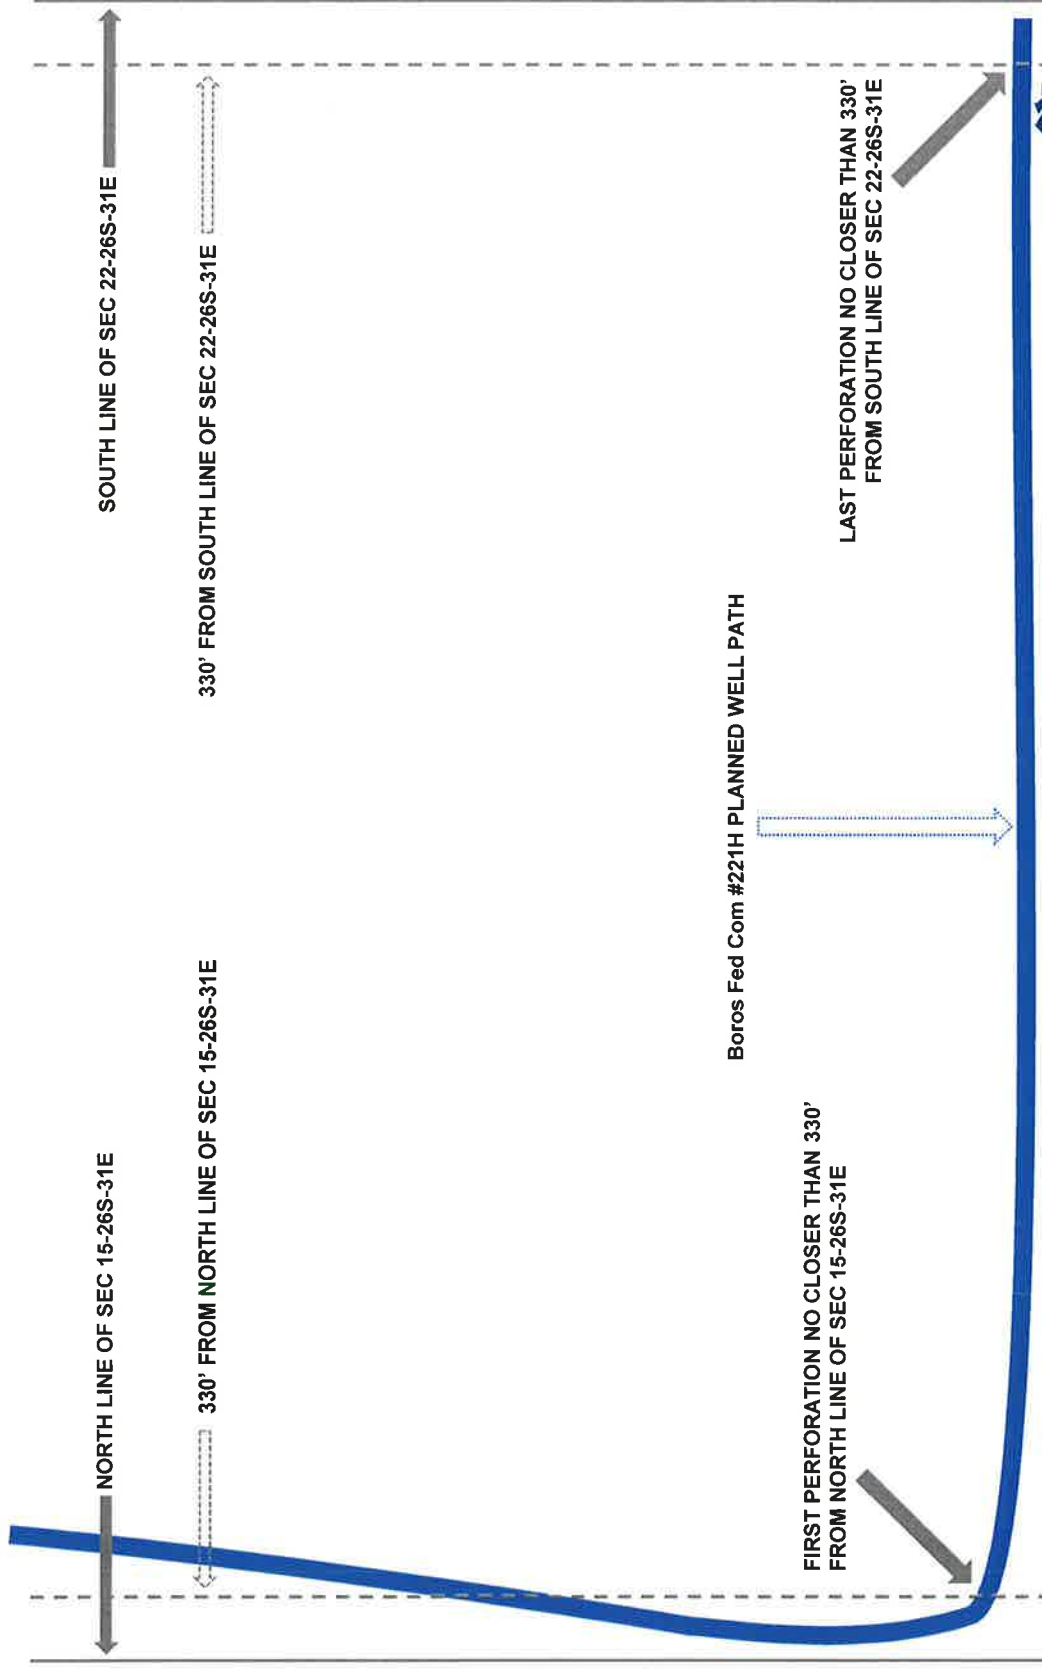 NORTH LINE OF SEC 15-26S-31E
SOUTH LINE OF SEC 22-26S-31E
330' FROM NORTH LINE OF SEC 15-26S-31E
330' FROM SOUTH LINE OF SEC 22-26S-31E
Boros Fed Com #221H PLANNED WELL PATH
FIRST PERFORATION NO CLOSER THAN 330'
FROM NORTH LINE OF SEC 15-26S-31E
LAST PERFORATION NO CLOSER THAN 330'
FROM SOUTH LINE OF SEC 22-26S-31E